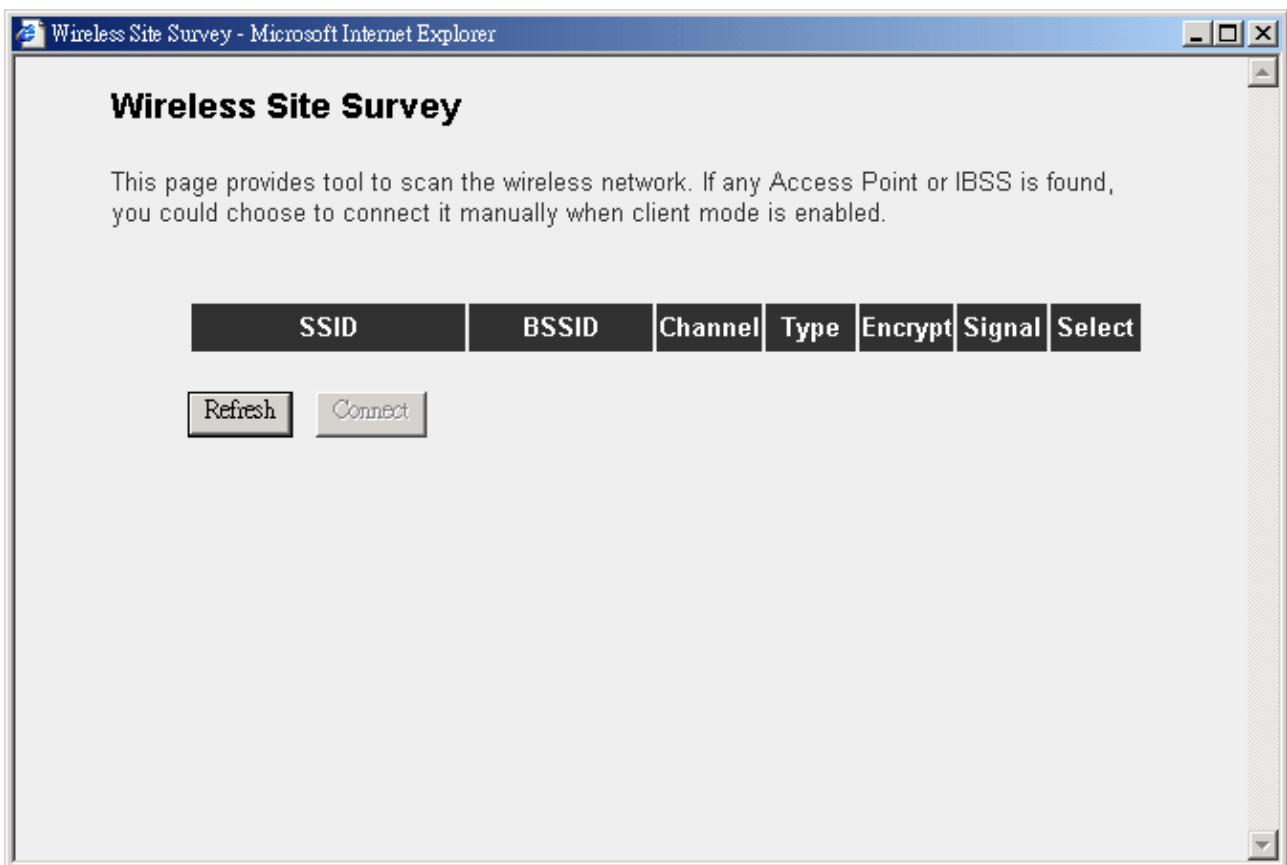 Wireless Site Survey - Microsoft Internet Explorer
Wireless Site Survey
This page provides tool to scan the wireless network. If any Access Point or IBSS is found,
you could choose to connect it manually when client mode is enabled.
SSID BSSID Channel Type Encrypt Signal Select
Refresh Connect